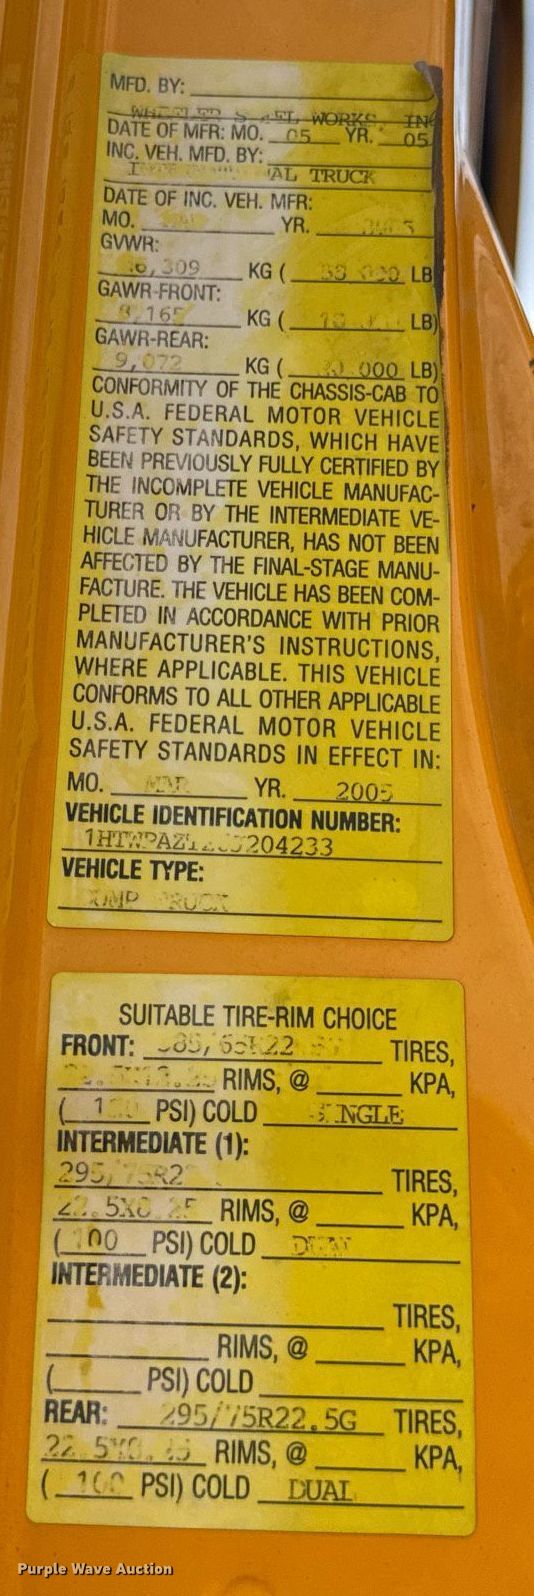 MFD. BY:
WORKS, INC
DATE OF MFR: MO. 05 YR. 05
INC. VEH. MFD. BY:
TRUCK
DATE OF INC. VEH. MFR:
MO. YR.
GVWR:
KG ( LB
GAWR-FRONT:
KG ( LB)
GAWR-REAR:
9,072 KG ( LB)
CONFORMITY OF THE CHASSIS-CAB TO
U.S.A. FEDERAL MOTOR VEHICLE
SAFETY STANDARDS, WHICH HAVE
BEEN PREVIOUSLY FULLY CERTIFIED BY
THE INCOMPLETE VEHICLE MANUFAC-
TURER OR BY THE INTERMEDIATE VE-
HICLE MANUFACTURER, HAS NOT BEEN
AFFECTED BY THE FINAL-STAGE MANU-
FACTURE. THE VEHICLE HAS BEEN COM-
PLETED IN ACCORDANCE WITH PRIOR
MANUFACTURER'S INSTRUCTIONS,
WHERE APPLICABLE. THIS VEHICLE
CONFORMS TO ALL OTHER APPLICABLE
U.S.A. FEDERAL MOTOR VEHICLE
SAFETY STANDARDS IN EFFECT IN:
MO. MAR YR. 2005
VEHICLE IDENTIFICATION NUMBER:
VEHICLE TYPE:
SUITABLE TIRE-RIM CHOICE
FRONT: TIRES,
RIMS, @ KPA,
( PSI) COLD
INTERMEDIATE (1):
TIRES,
RIMS, @ KPA,
( 100 PSI) COLD DUAL
INTERMEDIATE (2):
TIRES,
RIMS, @ KPA,
( PSI) COLD
REAR: 295/75R22.5G TIRES,
RIMS, @ KPA,
( 100 PSI) COLD DUAL
Purple Wave Auction